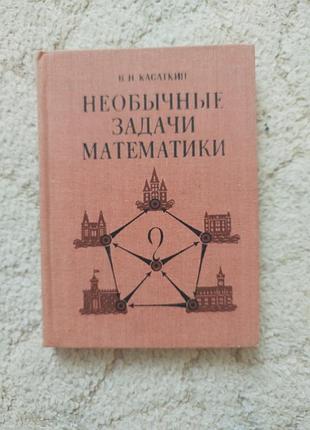 В. Н. КАСАТКИН
НЕОБЫЧНЫЕ
ЗАДАЧИ
МАТЕМАТИКИ
?